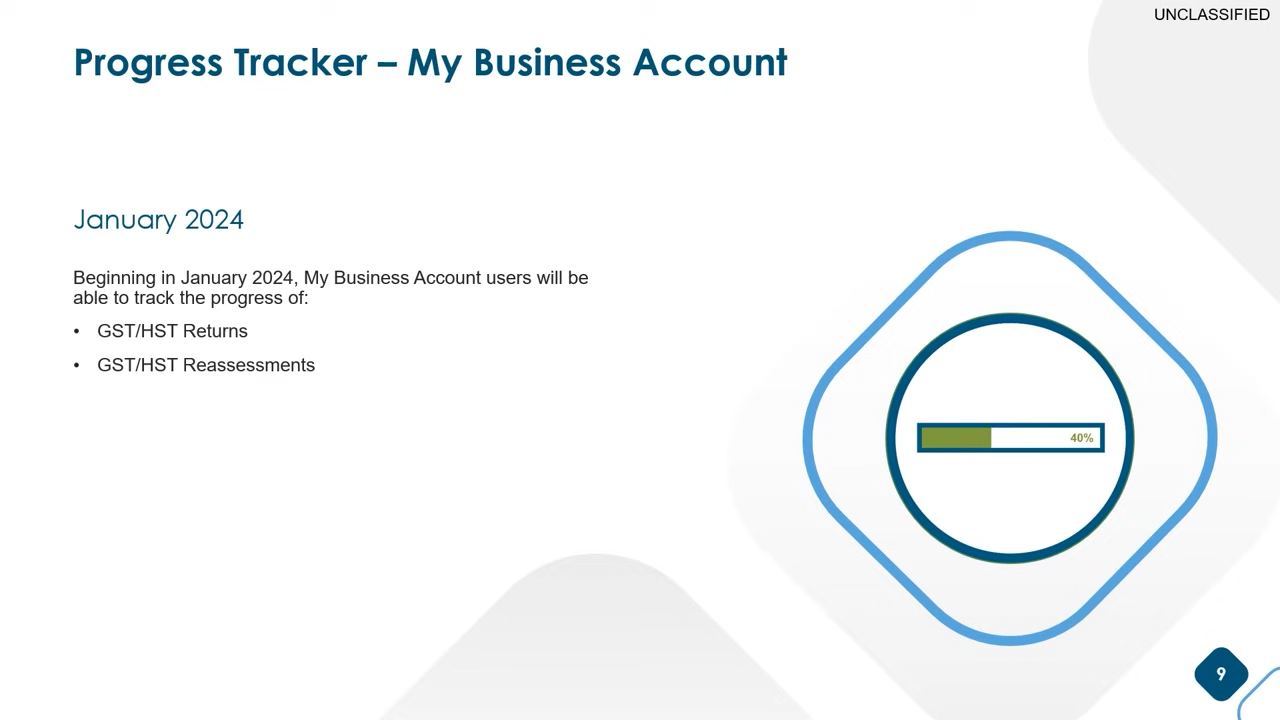 UNCLASSIFIED
Progress Tracker – My Business Account
January 2024
Beginning in January 2024, My Business Account users will be
able to track the progress of:
• GST/HST Returns
• GST/HST Reassessments
40%
9